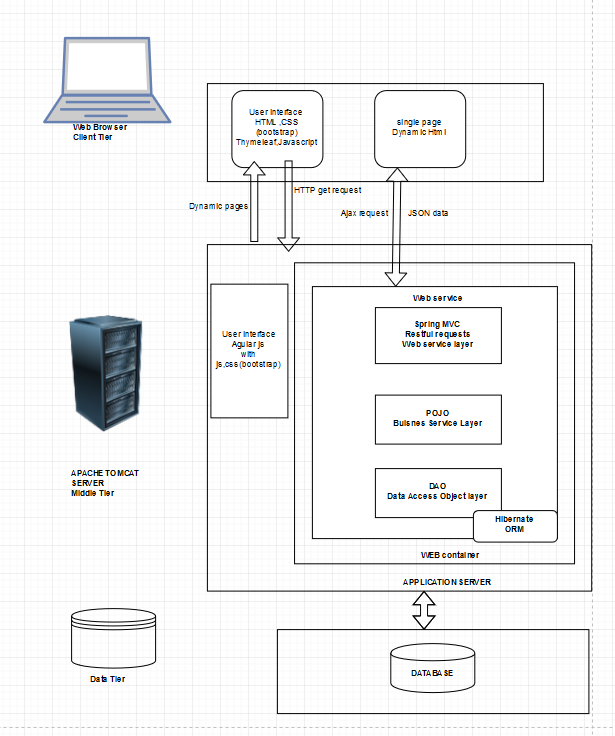 Web Browser
Client Tier
User Interface
HTML ,CSS
(bootstrap)
Thymeleaf,Javascript
single page
Dynamic Html
Dynamic pages
HTTP get request
Ajax request
JSON data
User Interface
Agular js
with
js,css(bootstrap)
Web service
Spring MVC
Restful requests
Web service layer
POJO
Buisnes Service Layer
DAO
Data Access Object layer
Hibernate
ORM
WEB container
APPLICATION SERVER
APACHE TOMCAT
SERVER
Middle Tier
Data Tier
DATABASE